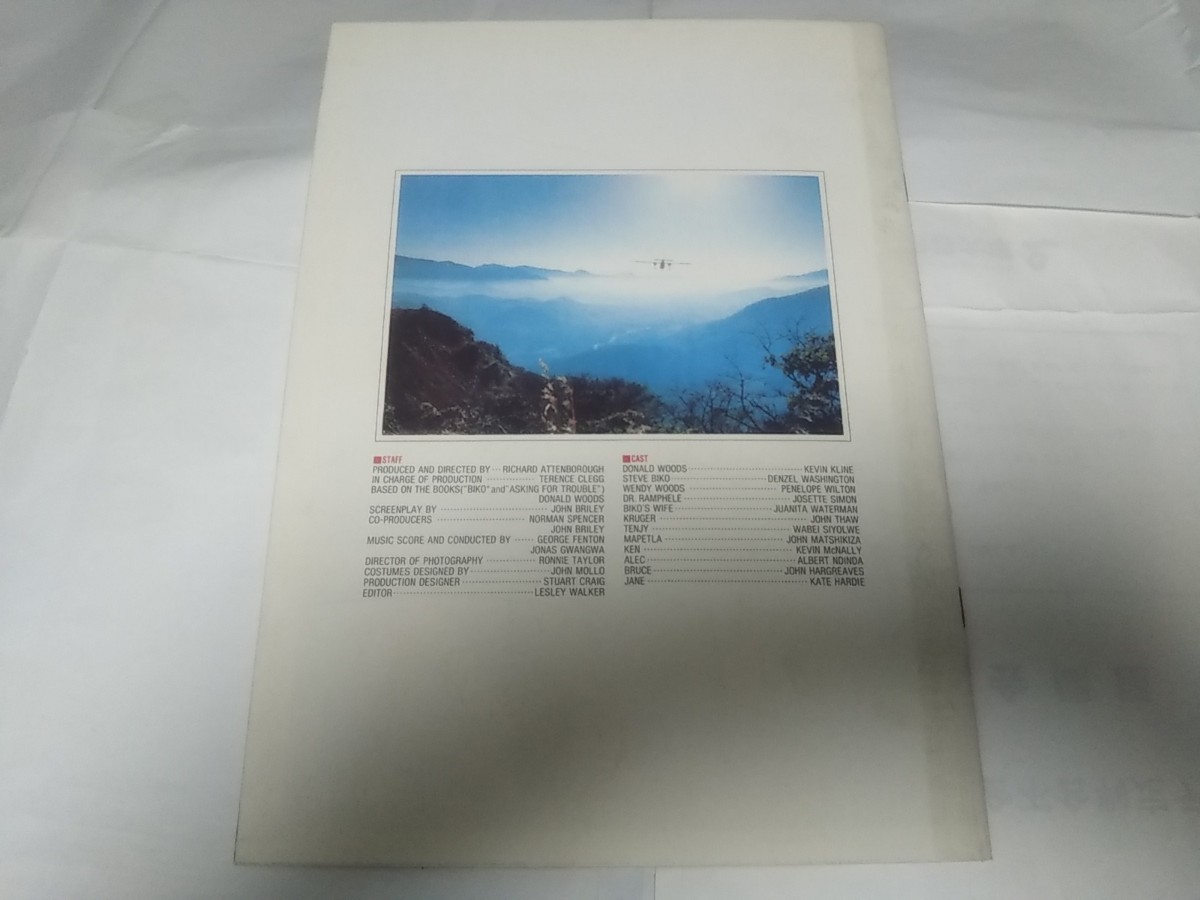 ■STAFF
PRODUCED AND DIRECTED BY ··· RICHARD ATTENBOROUGH
IN CHARGE OF PRODUCTION ············ TERENCE CLEGG
BASED ON THE BOOKS("BIKO" and "ASKING FOR TROUBLE")
DONALD WOODS
SCREENPLAY BY ························ JOHN BRILEY
CO-PRODUCERS ····················· NORMAN SPENCER
JOHN BRILEY
MUSIC SCORE AND CONDUCTED BY ······ GEORGE FENTON
JONAS GWANGWA
DIRECTOR OF PHOTOGRAPHY ············ RONNIE TAYLOR
COSTUMES DESIGNED BY ·················· JOHN MOLLO
PRODUCTION DESIGNER ·················· STUART CRAIG
EDITOR ······························ LESLEY WALKER
■CAST
DONALD WOODS ························ KEVIN KLINE
STEVE BIKO ························ DENZEL WASHINGTON
WENDY WOODS ····················· PENELOPE WILTON
DR. RAMPHELE ························ JOSETTE SIMON
BIKO'S WIFE ························ JUANITA WATERMAN
KRUGER ······························ JOHN THAW
TENJY ······························ WABEI SIYOLWE
MAPETLA ························ JOHN MATSHIKIZA
KEN ······························ KEVIN McNALLY
ALEC ······························ ALBERT NDINDA
BRUCE ························ JOHN HARGREAVES
JANE ······························ KATE HARDIE